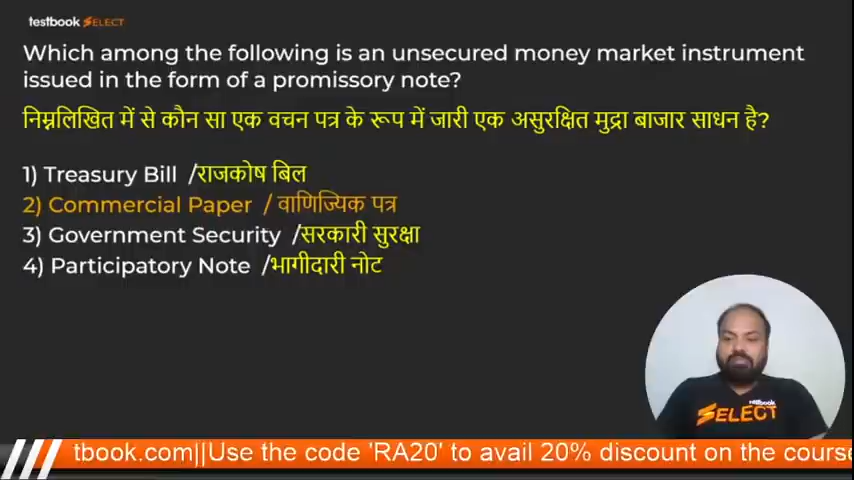 testbook SELECT
Which among the following is an unsecured money market instrument
issued in the form of a promissory note?
निम्नलिखित में से कौन सा एक वचन पत्र के रूप में जारी एक असुरक्षित मुद्रा बाजार साधन है?
1) Treasury Bill /राजकोष बिल
2) Commercial Paper / वाणिज्यिक पत्र
3) Government Security /सरकारी सुरक्षा
4) Participatory Note /भागीदारी नोट
testbook
SELECT
tbook.com||Use the code 'RA20' to avail 20% discount on the course